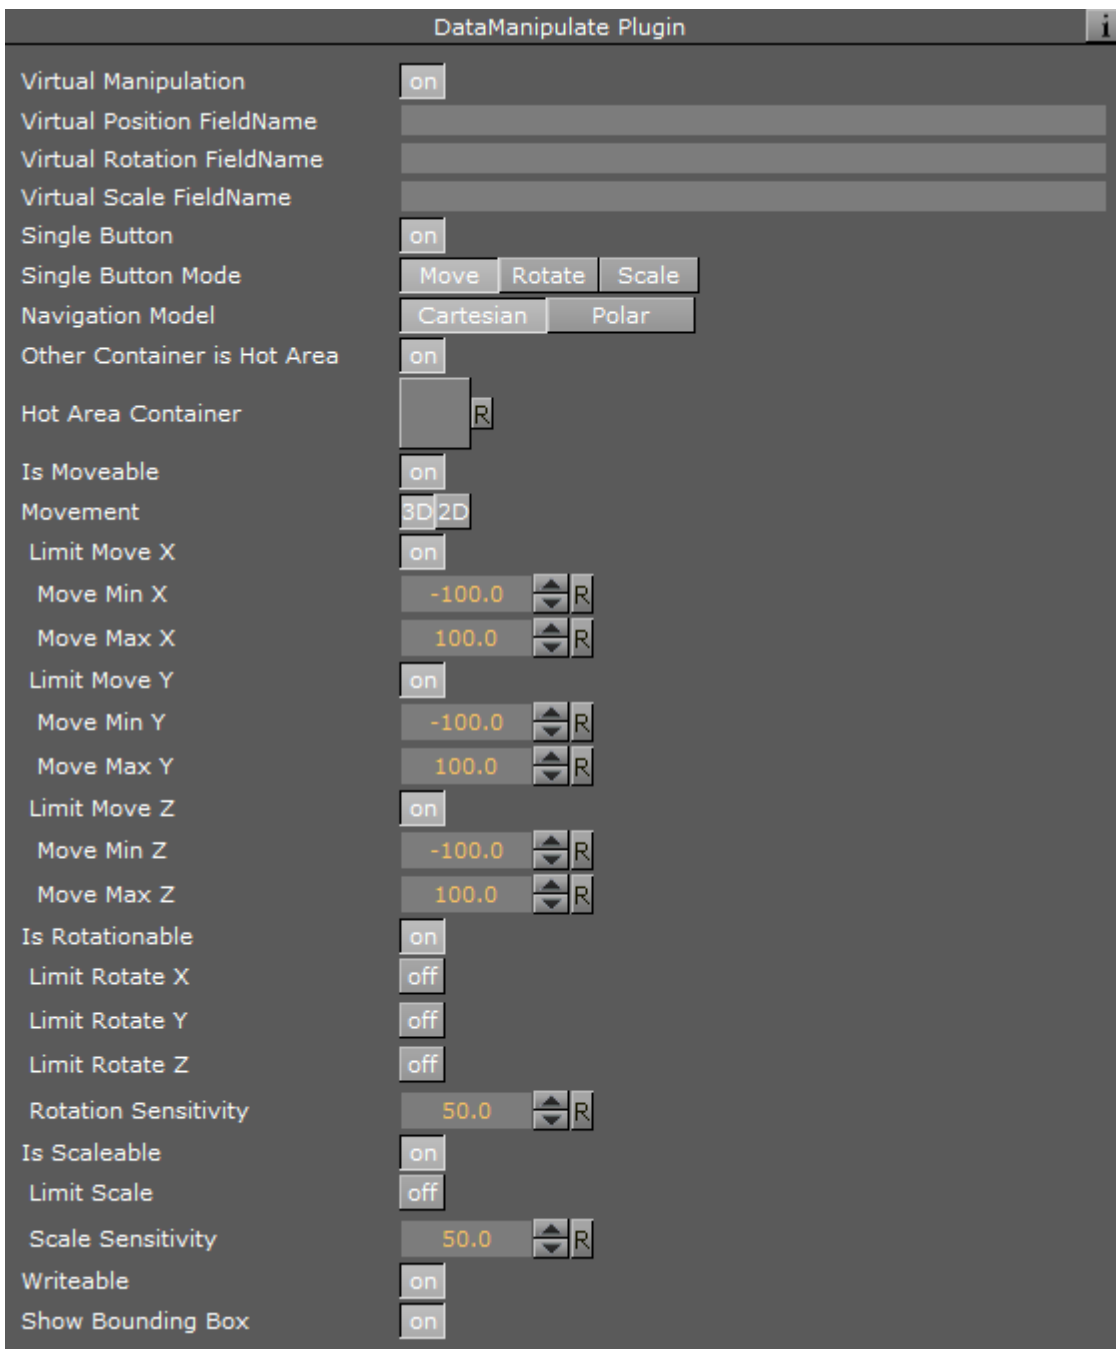 DataManipulate Plugin i
Virtual Manipulation on
Virtual Position FieldName
Virtual Rotation FieldName
Virtual Scale FieldName
Single Button on
Single Button Mode Move Rotate Scale
Navigation Model Cartesian Polar
Other Container is Hot Area on
Hot Area Container R
Is Moveable on
Movement 3D 2D
Limit Move X on
Move Min X -100.0 R
Move Max X 100.0 R
Limit Move Y on
Move Min Y -100.0 R
Move Max Y 100.0 R
Limit Move Z on
Move Min Z -100.0 R
Move Max Z 100.0 R
Is Rotationable on
Limit Rotate X off
Limit Rotate Y off
Limit Rotate Z off
Rotation Sensitivity 50.0 R
Is Scaleable on
Limit Scale off
Scale Sensitivity 50.0 R
Writeable on
Show Bounding Box on